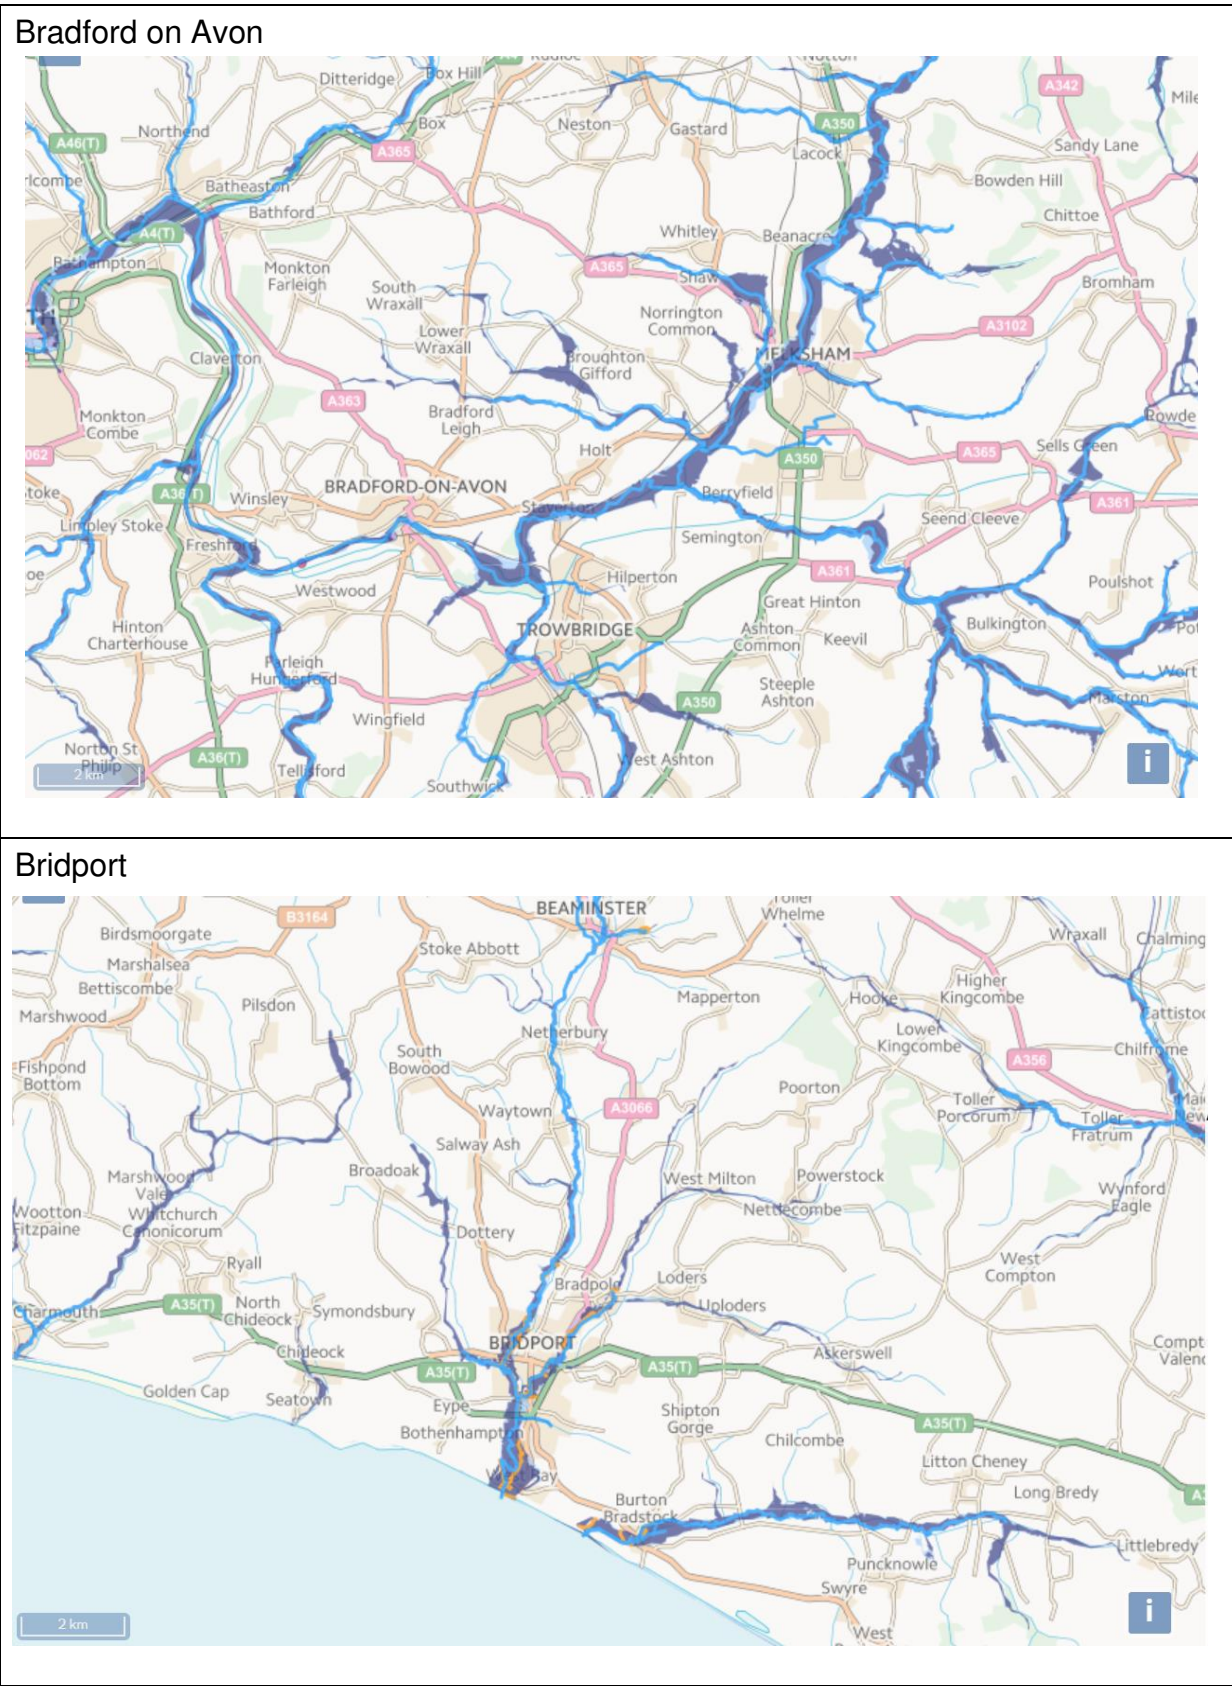 Bradford on Avon
Ditteridge
Box Hill
A342
A46(T)
Northend
Box
Neston
Gastard
A350
A365
Lacock
Sandy Lane
Batheaston
Bowden Hill
Bathford
Chittoe
A4(T)
Whitley
Beanacre
Bathampton
Monkton
Farleigh
A365
Shaw
South
Wraxall
Bromham
Norrington
Common
A3102
Lower
Wraxall
Claverton
Broughton
Gifford
MELKSHAM
A363
Monkton
Combe
Bradford
Leigh
Rowde
Holt
Sells Green
A365
A350
BRADFORD-ON-AVON
Berryfield
A36(T)
Winsley
Staverton
A361
Limpley Stoke
Seend Cleeve
Semington
Freshford
A361
Westwood
Hilperton
Poulshot
Great Hinton
Hinton
Charterhouse
TROWBRIDGE
Ashton
Common
Keevil
Bulkington
Farleigh
Hungerford
Steeple
Ashton
A350
Marston
Wingfield
Norton St
Philip
A36(T)
Tellisford
West Ashton
2 km
Southwick
i
Bridport
BEAMINSTER
Toller
Whelme
B3164
Birdsmoorgate
Stoke Abbott
Wraxall
Marshalsea
Bettiscombe
Pilsdon
Mapperton
Hooke
Higher
Kingcombe
Marshwood
Netherbury
Lower
Kingcombe
Fishpond
Bottom
South
Bowood
A356
Chilfrome
Poorton
Waytown
A3066
Toller
Porcorum
Toller
Fratrum
Salway Ash
Marshwood
Vale
Broadoak
West Milton
Powerstock
Wynford
Eagle
Wootton
Fitzpaine
Whitchurch
Canonicorum
Nettlecombe
Dottery
Ryall
West
Compton
Bradpole
Loders
Charmouth
A35(T)
North
Chideock
Symondsbury
Uploders
BRIDPORT
Chideock
Askerswell
A35(T)
A35(T)
Golden Cap
Seatown
Eype
Shipton
Gorge
A35(T)
Bothenhampton
Chilcombe
Litton Cheney
West Bay
Long Bredy
Burton
Bradstock
Littlebredy
Puncknowle
Swyre
2 km
West
i